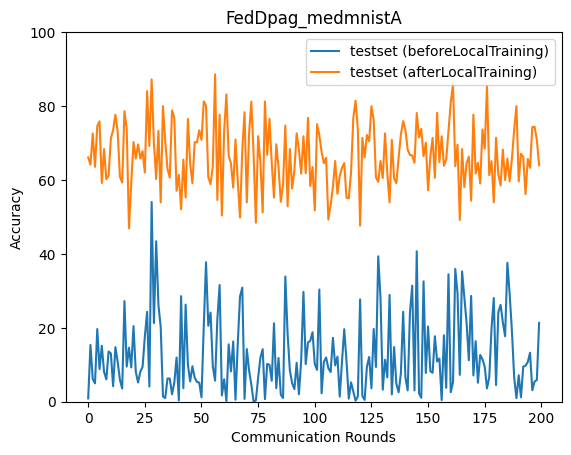 FedDpag_medmnistA
testset (beforeLocalTraining)
testset (afterLocalTraining)
Accuracy
100
80
60
40
20
0
0 25 50 75 100 125 150 175 200
Communication Rounds